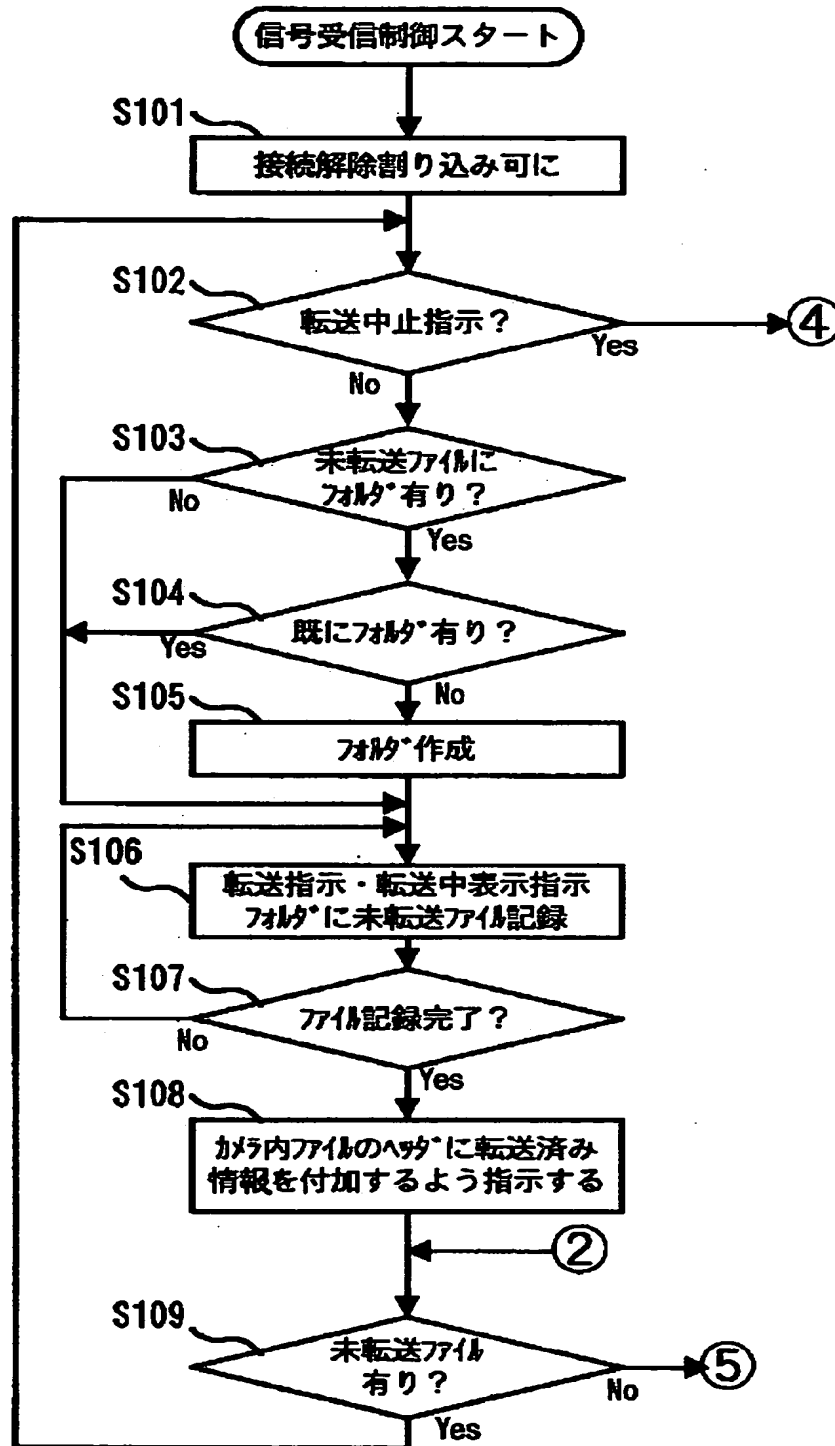 信号受信制御スタート
S101
接続解除割り込み可に
S102
転送中止指示？
Yes
④
No
S103
未転送ファイルに
フォルダ有り？
No
Yes
S104
既にフォルダ有り？
Yes
No
S105
フォルダ作成
S106
転送指示・転送中表示指示
フォルダに未転送ファイル記録
S107
ファイル記録完了？
No
Yes
S108
カメラ内ファイルのヘッダに転送済み
情報を付加するよう指示する
②
S109
未転送ファイル
有り？
No
⑤
Yes